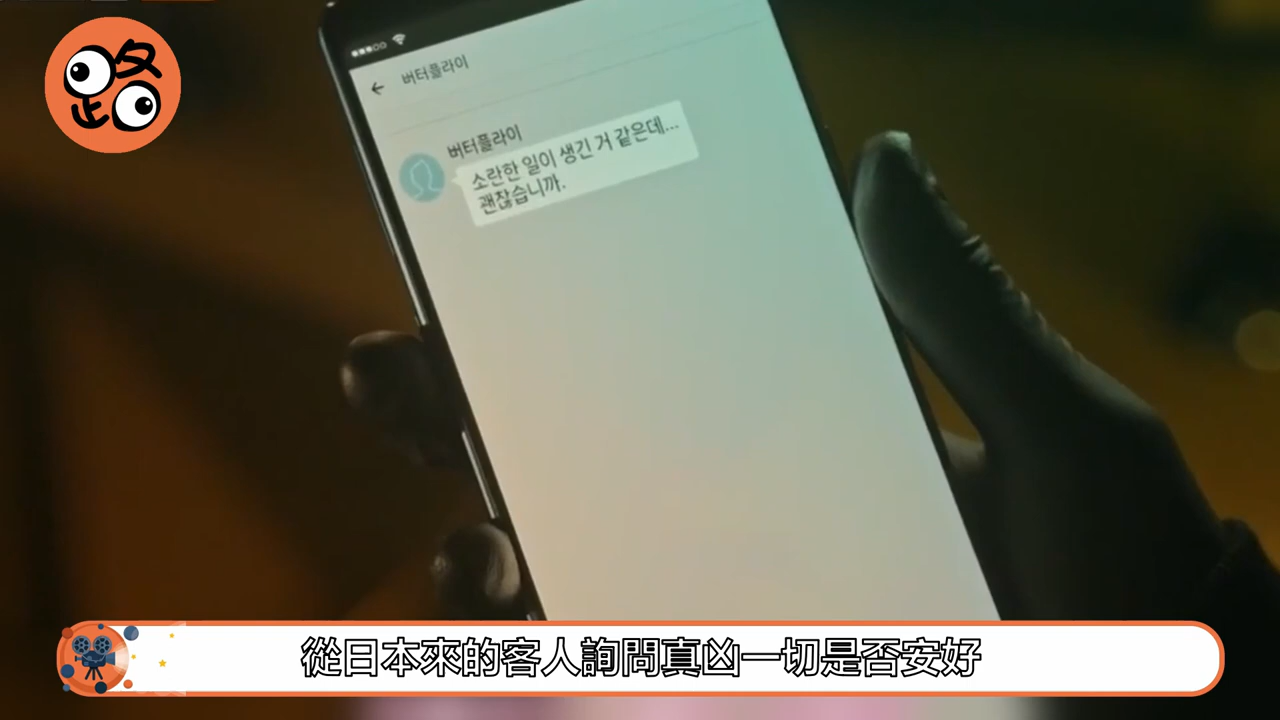 路
버터플라이
버터플라이
소란한 일이 생긴 거 같은데...
괜찮습니까.
從日本來的客人詢問真凶一切是否安好